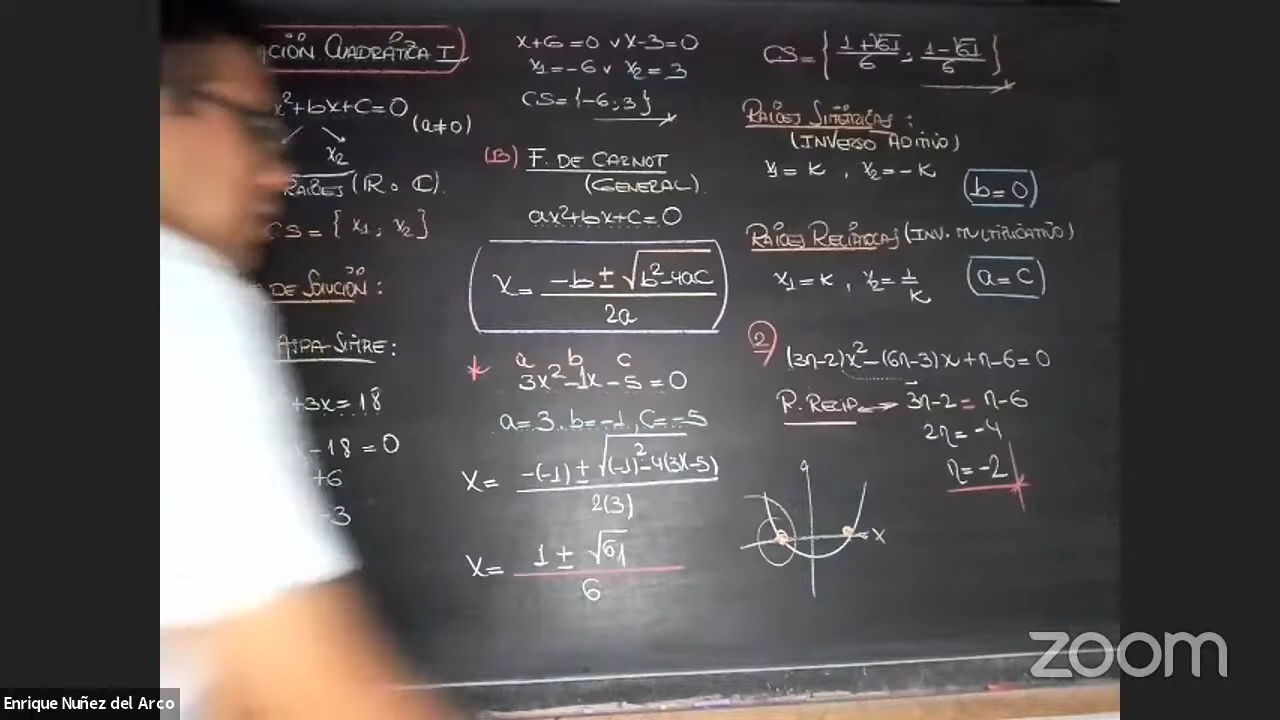 CIÓN CUADRÁTICA I
x²+bx+C=0
(a≠0)
x₂
RAÍCES (R o C).
CS = { x₁ ; x₂ }
DE SOLUCIÓN :
ASPA SIMPLE :
+3x = 18
-18 = 0
+6
-3
x+6=0 v x-3=0
x₁=-6 v x₂=3
CS={-6;3}
(B) F. DE CARNOT
(GENERAL).
ax²+bx+C=0
X = -b ± √b²-4ac
2a
* a b c
3x²-1x-5=0
a=3, b=-1, C=-5
X = -(-1) ± √(-1)²-4(3)(-5)
2(3)
X = 1 ± √61
6
CS = { 1+√61 / 6 ; 1-√61 / 6 }
RAÍCES SIMÉTRICAS :
(INVERSO ADITIVO)
x₁= K , x₂= -K
b=0
RAÍCES RECÍPROCAS (INV. MULTIPLICATIVO)
x₁= K , x₂= 1/K
a=C
2) (3n-2)x²-(6n-3)x+n-6=0
R. RECIP. → 3n-2 = n-6
2n=-4
n=-2
x
zoom
Enrique Nuñez del Arco